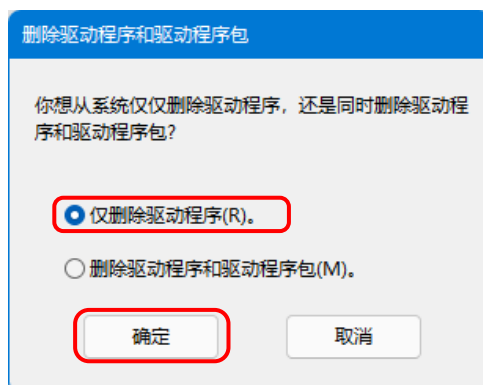 删除驱动程序和驱动程序包
你想从系统仅仅删除驱动程序，还是同时删除驱动程
序和驱动程序包?
仅删除驱动程序(R)。
删除驱动程序和驱动程序包(M)。
确定
取消